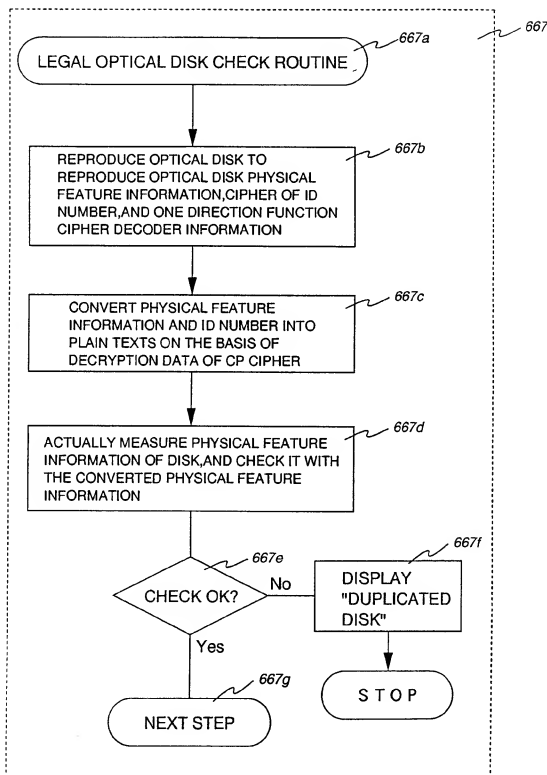 667
667a
LEGAL OPTICAL DISK CHECK ROUTINE
667b
REPRODUCE OPTICAL DISK TO
REPRODUCE OPTICAL DISK PHYSICAL
FEATURE INFORMATION,CIPHER OF ID
NUMBER,AND ONE DIRECTION FUNCTION
CIPHER DECODER INFORMATION
667c
CONVERT PHYSICAL FEATURE
INFORMATION AND ID NUMBER INTO
PLAIN TEXTS ON THE BASIS OF
DECRYPTION DATA OF CP CIPHER
667d
ACTUALLY MEASURE PHYSICAL FEATURE
INFORMATION OF DISK,AND CHECK IT WITH
THE CONVERTED PHYSICAL FEATURE
INFORMATION
667e
CHECK OK?
No
Yes
667f
DISPLAY
"DUPLICATED
DISK"
STOP
667g
NEXT STEP